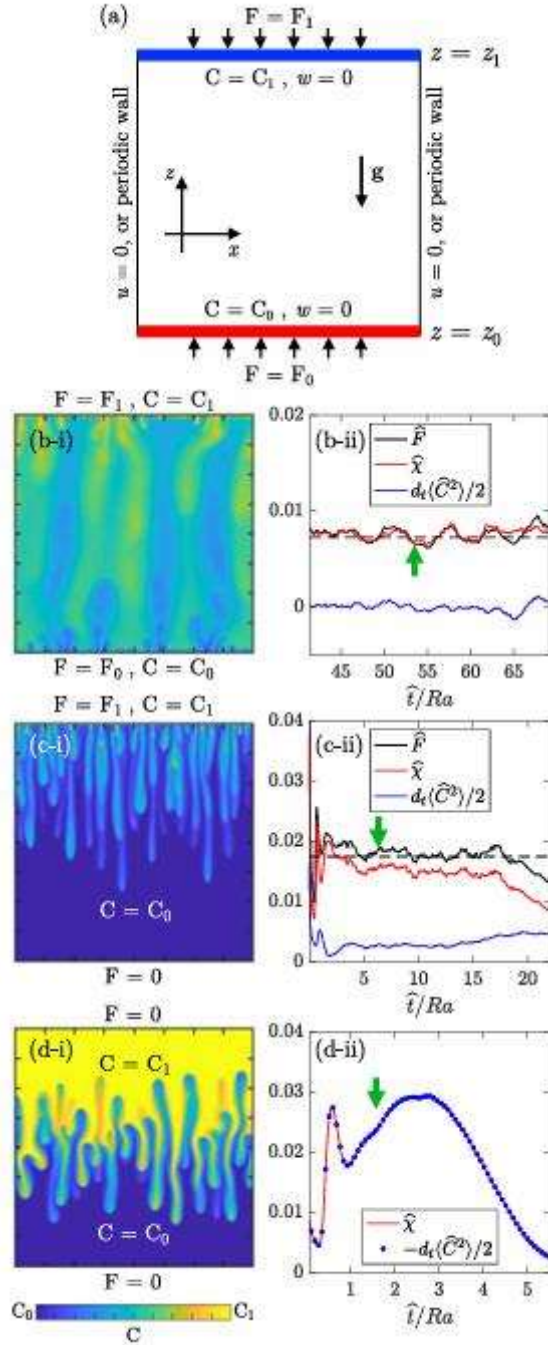 (a)
F = F₁
z = z₁
C = C₁ , w = 0
u = 0, or periodic wall
u = 0, or periodic wall
z
g
x
C = C₀ , w = 0
z = z₀
F = F₀
F = F₁ , C = C₁
(b-i)
F = F₀ , C = C₀
0.02
0.01
0
(b-ii)
F̂
χ̂
dₜ⟨Ĉ²⟩/2
45 50 55 60 65
t̂/Ra
F = F₁ , C = C₁
(c-i)
C = C₀
F = 0
0.04
0.03
0.02
0.01
0
(c-ii)
F̂
χ̂
dₜ⟨Ĉ²⟩/2
5 10 15 20
t̂/Ra
F = 0
(d-i)
C = C₁
C = C₀
F = 0
C₀ C₁
C
0.04
0.03
0.02
0.01
0
(d-ii)
χ̂
−dₜ⟨Ĉ²⟩/2
1 2 3 4 5
t̂/Ra